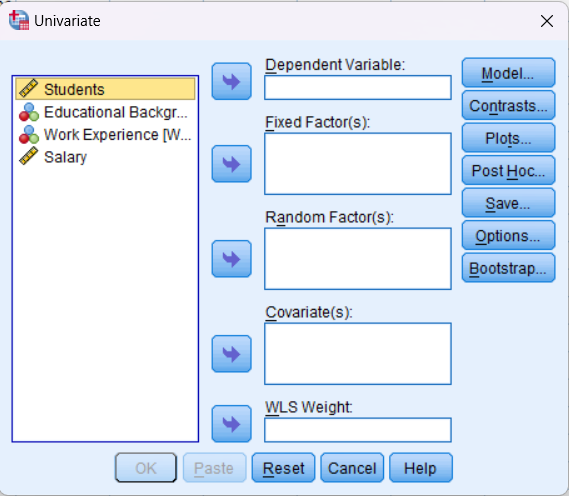 Univariate
Students
Educational Backgr...
Work Experience [W...
Salary
Dependent Variable:
Fixed Factor(s):
Random Factor(s):
Covariate(s):
WLS Weight:
Model...
Contrasts...
Plots...
Post Hoc...
Save...
Options...
Bootstrap...
OK
Paste
Reset
Cancel
Help